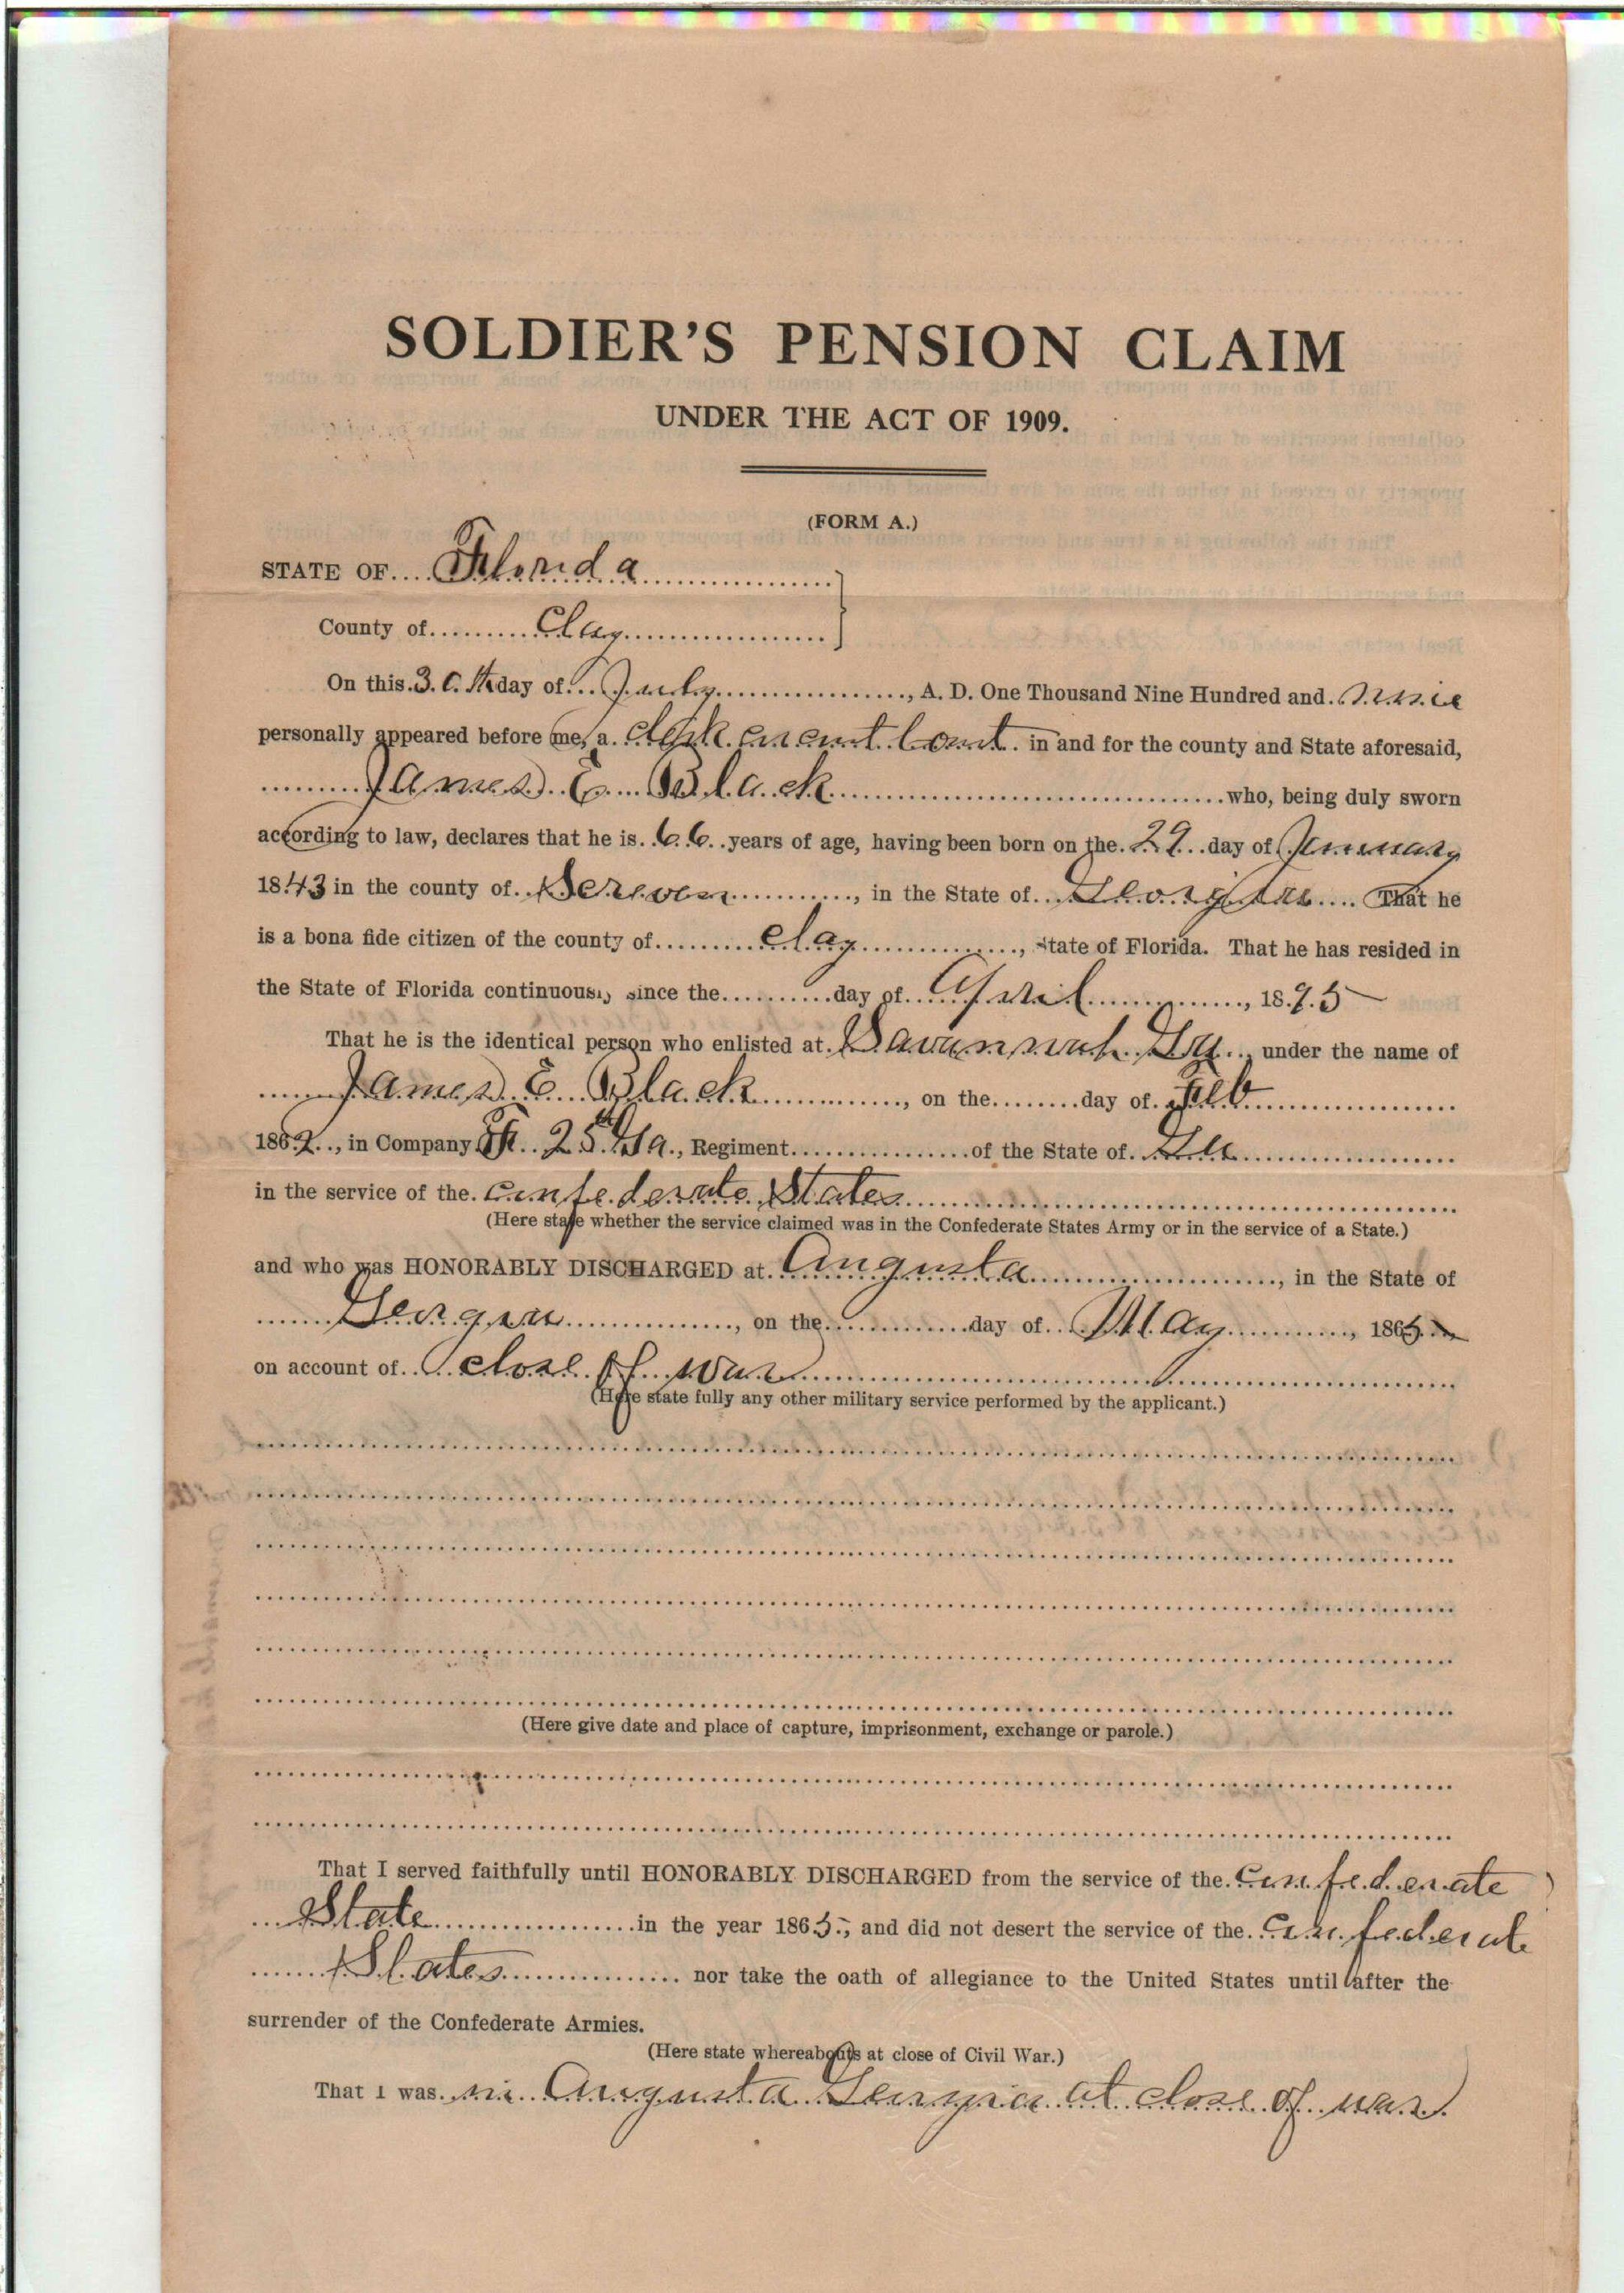 SOLDIER'S PENSION CLAIM
UNDER THE ACT OF 1909.
(FORM A.)
STATE OF Florida
County of Clay
On this 30th day of July, A. D. One Thousand Nine Hundred and nine
personally appeared before me, a Clerk Circuit Court in and for the county and State aforesaid,
James E. Black who, being duly sworn
according to law, declares that he is 66 years of age, having been born on the 29 day of January
1843 in the county of Screven, in the State of Georgia That he
is a bona fide citizen of the county of Clay, State of Florida. That he has resided in
the State of Florida continuously since the day of April, 1895
That he is the identical person who enlisted at Savannah Ga, under the name of
James E. Black, on the day of Feb
1862, in Company 25th Ga, Regiment of the State of Ga
in the service of the Confederate States
(Here state whether the service claimed was in the Confederate States Army or in the service of a State.)
and who was HONORABLY DISCHARGED at Augusta, in the State of
Georgia, on the day of May, 1865
on account of close of war
(Here state fully any other military service performed by the applicant.)
(Here give date and place of capture, imprisonment, exchange or parole.)
That I served faithfully until HONORABLY DISCHARGED from the service of the Confederate
State in the year 1865, and did not desert the service of the Confederate
States nor take the oath of allegiance to the United States until after the
surrender of the Confederate Armies.
(Here state whereabouts at close of Civil War.)
That I was in Augusta Georgia at close of war